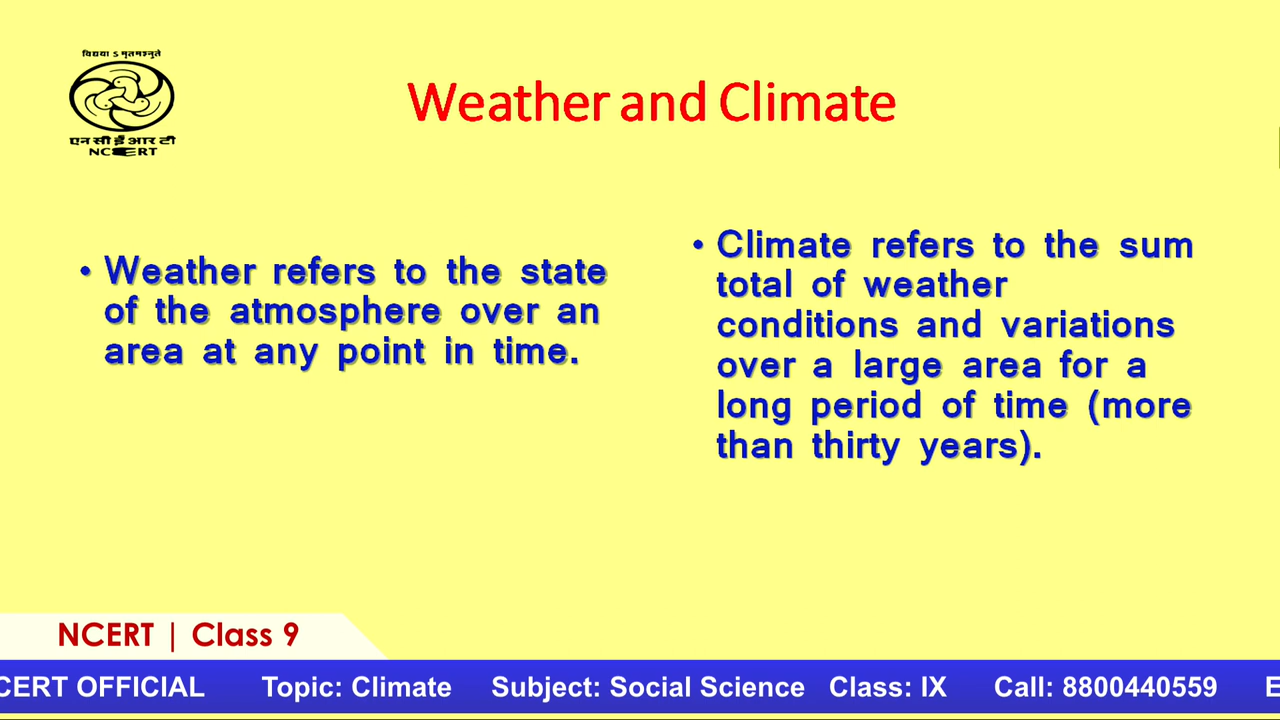 विद्यया ऽ मृतमश्नुते
एन सी ई आर टी
NCERT
Weather and Climate
• Weather refers to the state
of the atmosphere over an
area at any point in time.
• Climate refers to the sum
total of weather
conditions and variations
over a large area for a
long period of time (more
than thirty years).
NCERT | Class 9
CERT OFFICIAL Topic: Climate Subject: Social Science Class: IX Call: 8800440559 E